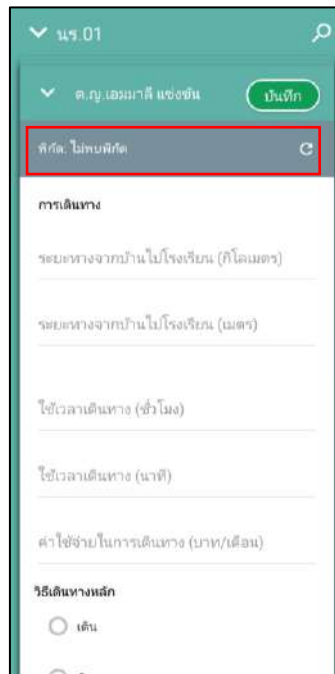 นร.01
ด.ญ.เอมมาลี แข่งขัน
บันทึก
พิกัด: ไม่พบพิกัด
การเดินทาง
ระยะทางจากบ้านไปโรงเรียน (กิโลเมตร)
ระยะทางจากบ้านไปโรงเรียน (เมตร)
ใช้เวลาเดินทาง (ชั่วโมง)
ใช้เวลาเดินทาง (นาที)
ค่าใช้จ่ายในการเดินทาง (บาท/เดือน)
วิธีเดินทางหลัก
เดิน